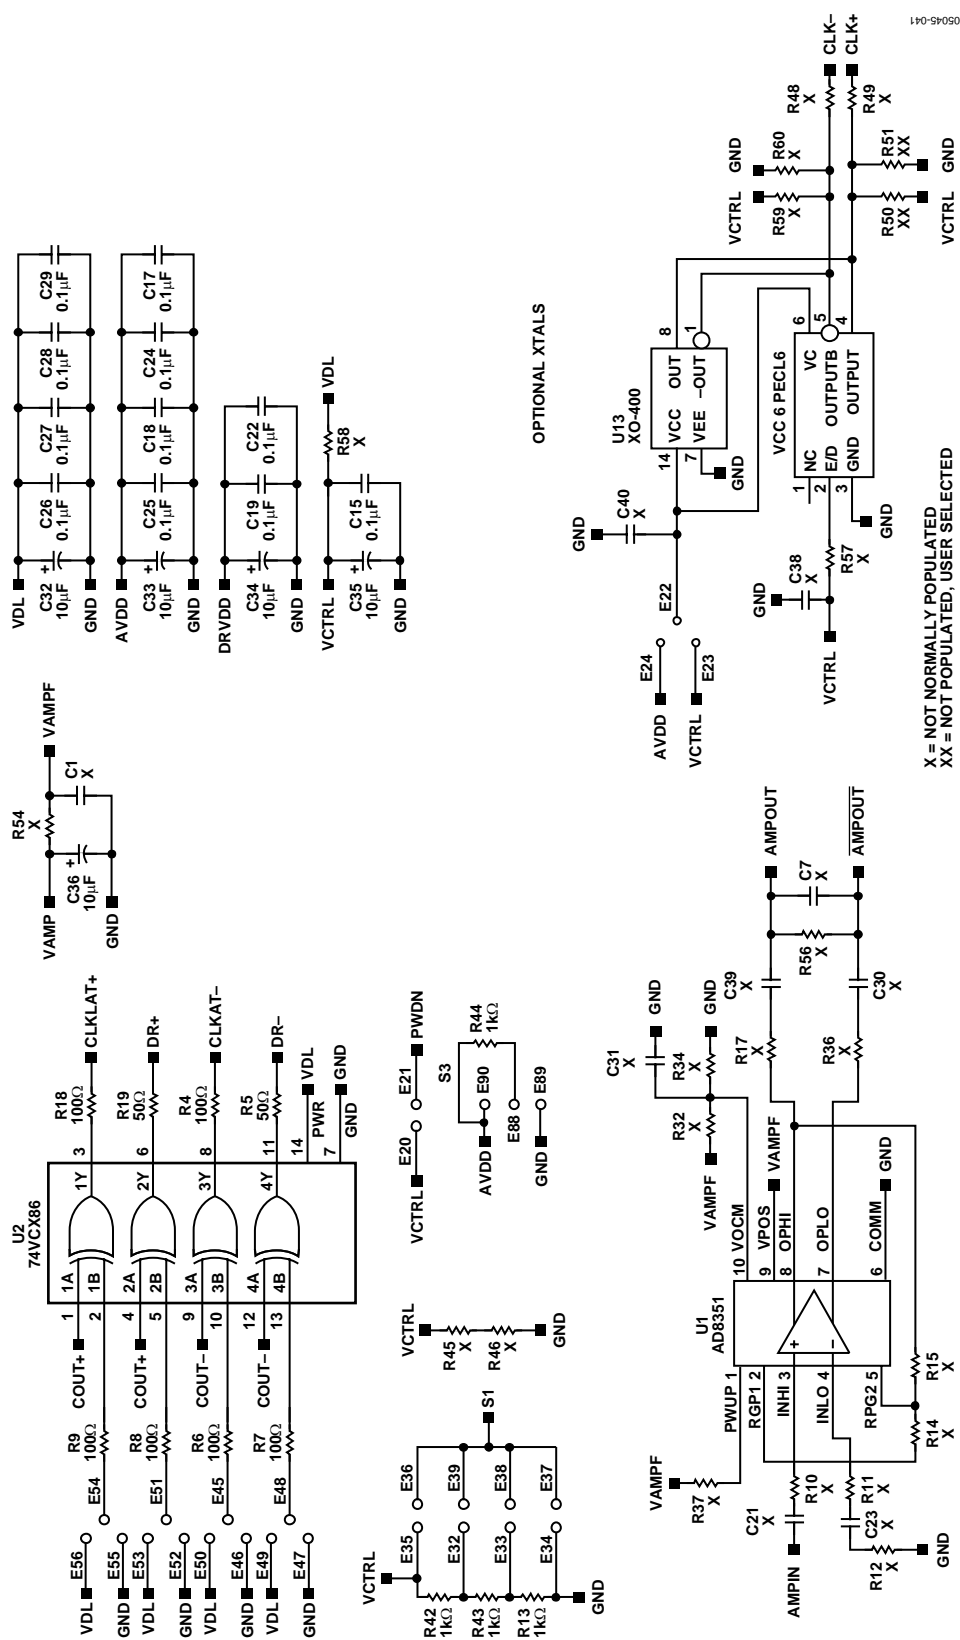 05045-041
VDL
C32
10μF
C26
0.1μF
C27
0.1μF
C28
0.1μF
C29
0.1μF
GND
AVDD
C33
10μF
C25
0.1μF
C18
0.1μF
C24
0.1μF
C17
0.1μF
GND
DRVDD
C34
10μF
C19
0.1μF
C22
0.1μF
GND
VCTRL
C35
10μF
C15
0.1μF
R58
X
VDL
GND
OPTIONAL XTALS
AVDD
E24
VCTRL
E23
E22
GND
C40
X
U13
XO-400
14 VCC OUT 8
7 VEE –OUT 1
GND
VCC 6 PECL6
1 NC VC 6
2 E/D OUTPUTB 5
3 GND OUTPUT 4
GND
VCTRL
GND
C38
X
R57
X
VCTRL
R59
X
GND
R60
X
R48
X
CLK–
R49
X
CLK+
R50
XX
VCTRL
R51
XX
GND
X = NOT NORMALLY POPULATED
XX = NOT POPULATED, USER SELECTED
VAMP
R54
X
VAMPF
C36
10μF
C1
X
GND
U2
74VCX86
COUT+
1 1A
2 1B
1Y 3
R18
100Ω
CLKLAT+
COUT+
4 2A
5 2B
2Y 6
R19
50Ω
DR+
COUT–
9 3A
10 3B
3Y 8
R4
100Ω
CLKAT–
COUT–
12 4A
13 4B
4Y 11
R5
50Ω
DR–
14
PWR
VDL
7
GND
GND
VDL E56
GND E55
E54
R9
100Ω
VDL E53
GND E52
E51
R8
100Ω
VDL E50
GND E46
E45
R6
100Ω
VDL E49
GND E47
E48
R7
100Ω
VCTRL
E20
E21
PWDN
S3
R44
1kΩ
AVDD
E90
E88
GND
E89
VCTRL
R45
X
R46
X
GND
VCTRL
E35
E36
E32
E39
E33
E38
E34
E37
S1
R42
1kΩ
R43
1kΩ
R13
1kΩ
GND
U1
AD8351
PWUP 1
RGP1 2
INHI 3
INLO 4
RPG2 5
10 VOCM
9 VPOS
8 OPHI
7 OPLO
6 COMM
VAMPF
R37
X
AMPIN
C21
X
R10
X
R11
X
C23
X
R12
X
GND
R14
X
R15
X
VAMPF
R32
X
R34
X
GND
C31
X
GND
VAMPF
GND
R17
X
C39
X
AMPOUT
R36
X
C30
X
AMPOUT
R56
X
C7
X